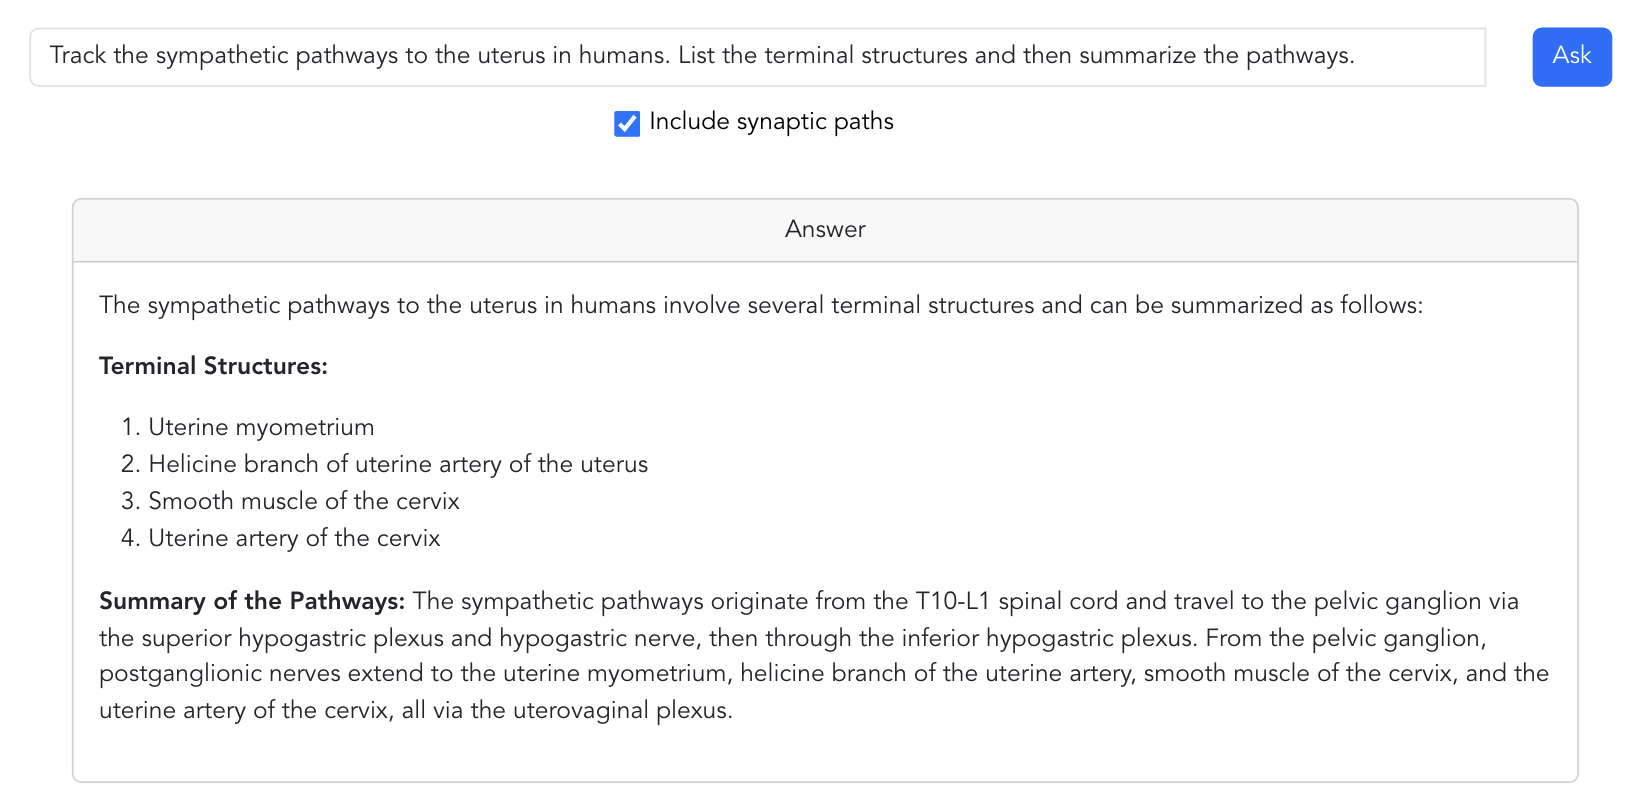 Track the sympathetic pathways to the uterus in humans. List the terminal structures and then summarize the pathways.
Ask
Include synaptic paths
Answer
The sympathetic pathways to the uterus in humans involve several terminal structures and can be summarized as follows:
Terminal Structures:
1. Uterine myometrium
2. Helicine branch of uterine artery of the uterus
3. Smooth muscle of the cervix
4. Uterine artery of the cervix
Summary of the Pathways: The sympathetic pathways originate from the T10-L1 spinal cord and travel to the pelvic ganglion via
the superior hypogastric plexus and hypogastric nerve, then through the inferior hypogastric plexus. From the pelvic ganglion,
postganglionic nerves extend to the uterine myometrium, helicine branch of the uterine artery, smooth muscle of the cervix, and the
uterine artery of the cervix, all via the uterovaginal plexus.